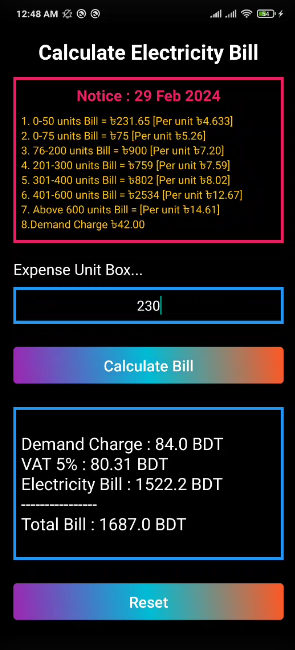 12:48 AM
84
Calculate Electricity Bill
Notice : 29 Feb 2024
1. 0-50 units Bill = ৳231.65 [Per unit ৳4.633]
2. 0-75 units Bill = ৳75 [Per unit ৳5.26]
3. 76-200 units Bill = ৳900 [Per unit ৳7.20]
4. 201-300 units Bill = ৳759 [Per unit ৳7.59]
5. 301-400 units Bill = ৳802 [Per unit ৳8.02]
6. 401-600 units Bill = ৳2534 [Per unit ৳12.67]
7. Above 600 units Bill = [Per unit ৳14.61]
8.Demand Charge ৳42.00
Expense Unit Box...
230
Calculate Bill
Demand Charge : 84.0 BDT
VAT 5% : 80.31 BDT
Electricity Bill : 1522.2 BDT
----------------
Total Bill : 1687.0 BDT
Reset